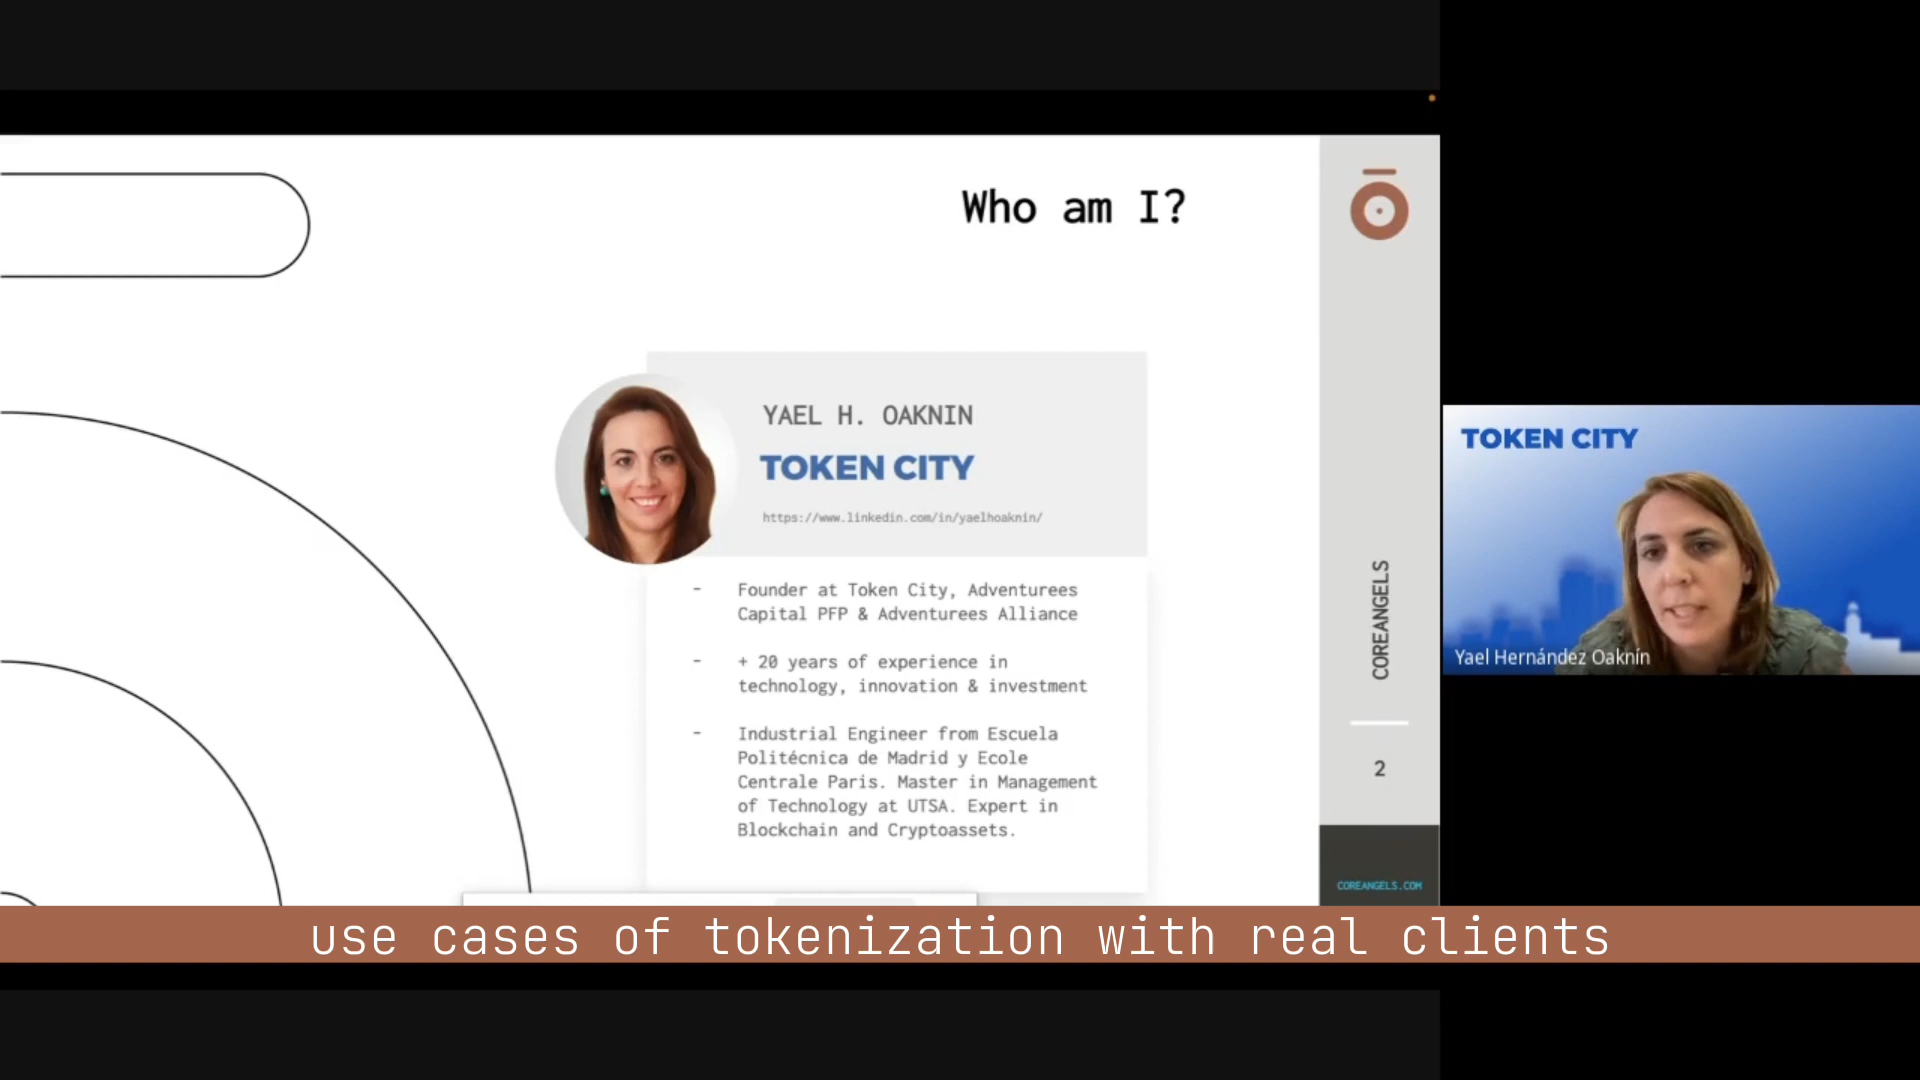 Who am I?
YAEL H. OAKNIN
TOKEN CITY
https://www.linkedin.com/in/yaelhoaknin/
- Founder at Token City, Adventurees
Capital PFP & Adventurees Alliance
- + 20 years of experience in
technology, innovation & investment
- Industrial Engineer from Escuela
Politécnica de Madrid y Ecole
Centrale Paris. Master in Management
of Technology at UTSA. Expert in
Blockchain and Cryptoassets.
COREANGELS
2
COREANGELS.COM
TOKEN CITY
Yael Hernández Oaknín
use cases of tokenization with real clients